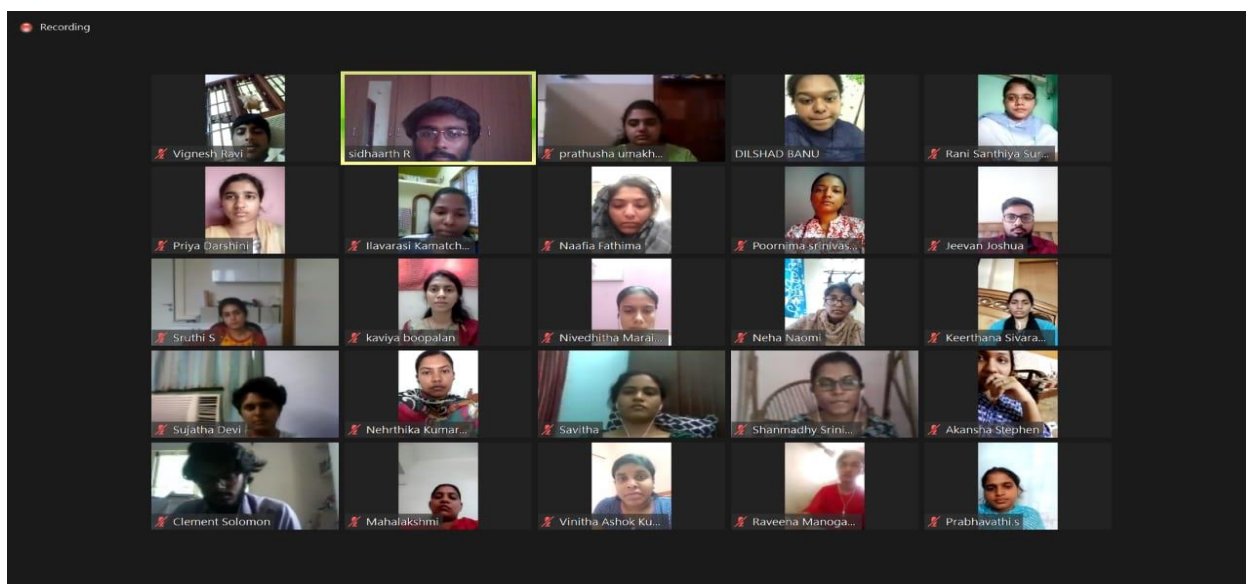 Recording
Vignesh Ravi
sidhaarth R
prathusha umakh...
DILSHAD BANU
Rani Santhiya Sur...
Priya Darshini
Ilavarasi Kamatch...
Naafia Fathima
Poornima srinivas...
Jeevan Joshua
Sruthi S
kaviya boopalan
Nivedhitha Marai...
Neha Naomi
Keerthana Sivara...
Sujatha Devi
Nehrthika Kumar...
Savitha
Shanmadhy Srini...
Akansha Stephen
Clement Solomon
Mahalakshmi
Vinitha Ashok Ku...
Raveena Manoga...
Prabhavathi.s